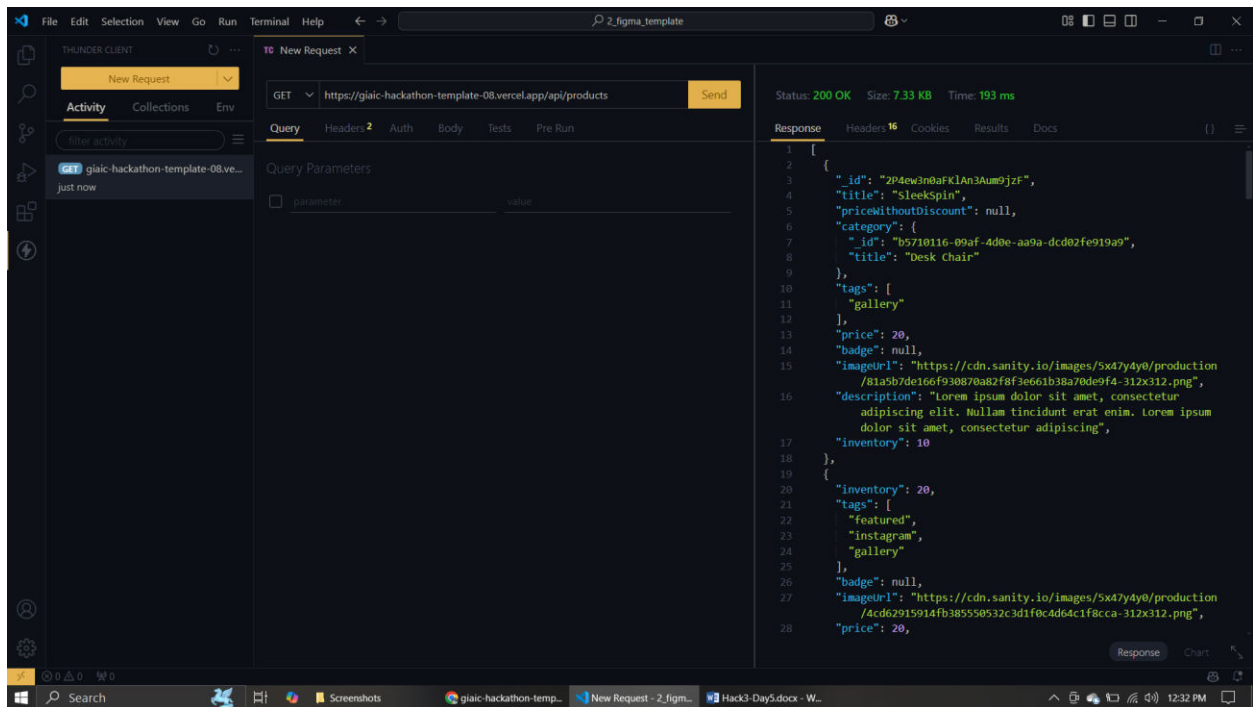 File Edit Selection View Go Run Terminal Help
2_figma_template
THUNDER CLIENT
New Request
Activity Collections Env
filter activity
GET giaic-hackathon-template-08.ve...
just now
TC New Request
GET https://giaic-hackathon-template-08.vercel.app/api/products Send
Query Headers 2 Auth Body Tests Pre Run
Query Parameters
parameter value
Status: 200 OK Size: 7.33 KB Time: 193 ms
Response Headers 16 Cookies Results Docs {}
1 [
2 {
3 "_id": "2P4ew3n0aFKlAn3Aum9jzF",
4 "title": "SleekSpin",
5 "priceWithoutDiscount": null,
6 "category": {
7 "_id": "b5710116-09af-4d0e-aa9a-dcd02fe919a9",
8 "title": "Desk Chair"
9 },
10 "tags": [
11 "gallery"
12 ],
13 "price": 20,
14 "badge": null,
15 "imageUrl": "https://cdn.sanity.io/images/5x47y4y0/production
/81a5b7de166f930870a82f8f3e661b38a70de9f4-312x312.png",
16 "description": "Lorem ipsum dolor sit amet, consectetur
adipiscing elit. Nullam tincidunt erat enim. Lorem ipsum
dolor sit amet, consectetur adipiscing",
17 "inventory": 10
18 },
19 {
20 "inventory": 20,
21 "tags": [
22 "featured",
23 "instagram",
24 "gallery"
25 ],
26 "badge": null,
27 "imageUrl": "https://cdn.sanity.io/images/5x47y4y0/production
/4cd62915914fb385550532c3d1f0c4d64c1f8cca-312x312.png",
28 "price": 20,
Response Chart
0 0 0
Search Screenshots giaic-hackathon-temp... New Request - 2_figm... Hack3-Day5.docx - W... 12:32 PM